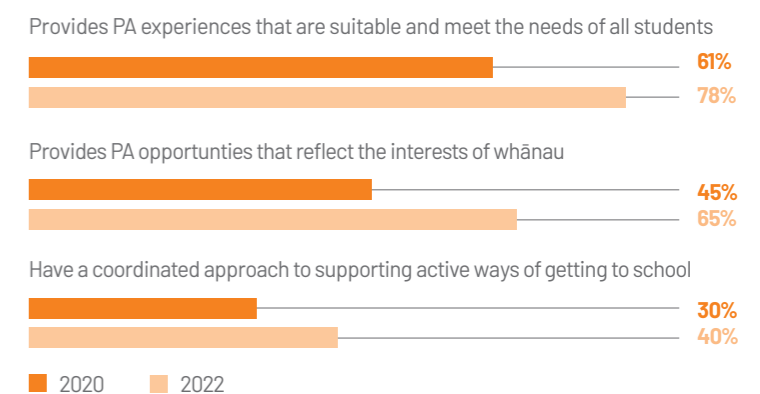 Provides PA experiences that are suitable and meet the needs of all students
61%
78%
Provides PA opportunties that reflect the interests of whānau
45%
65%
Have a coordinated approach to supporting active ways of getting to school
30%
40%
2020 2022